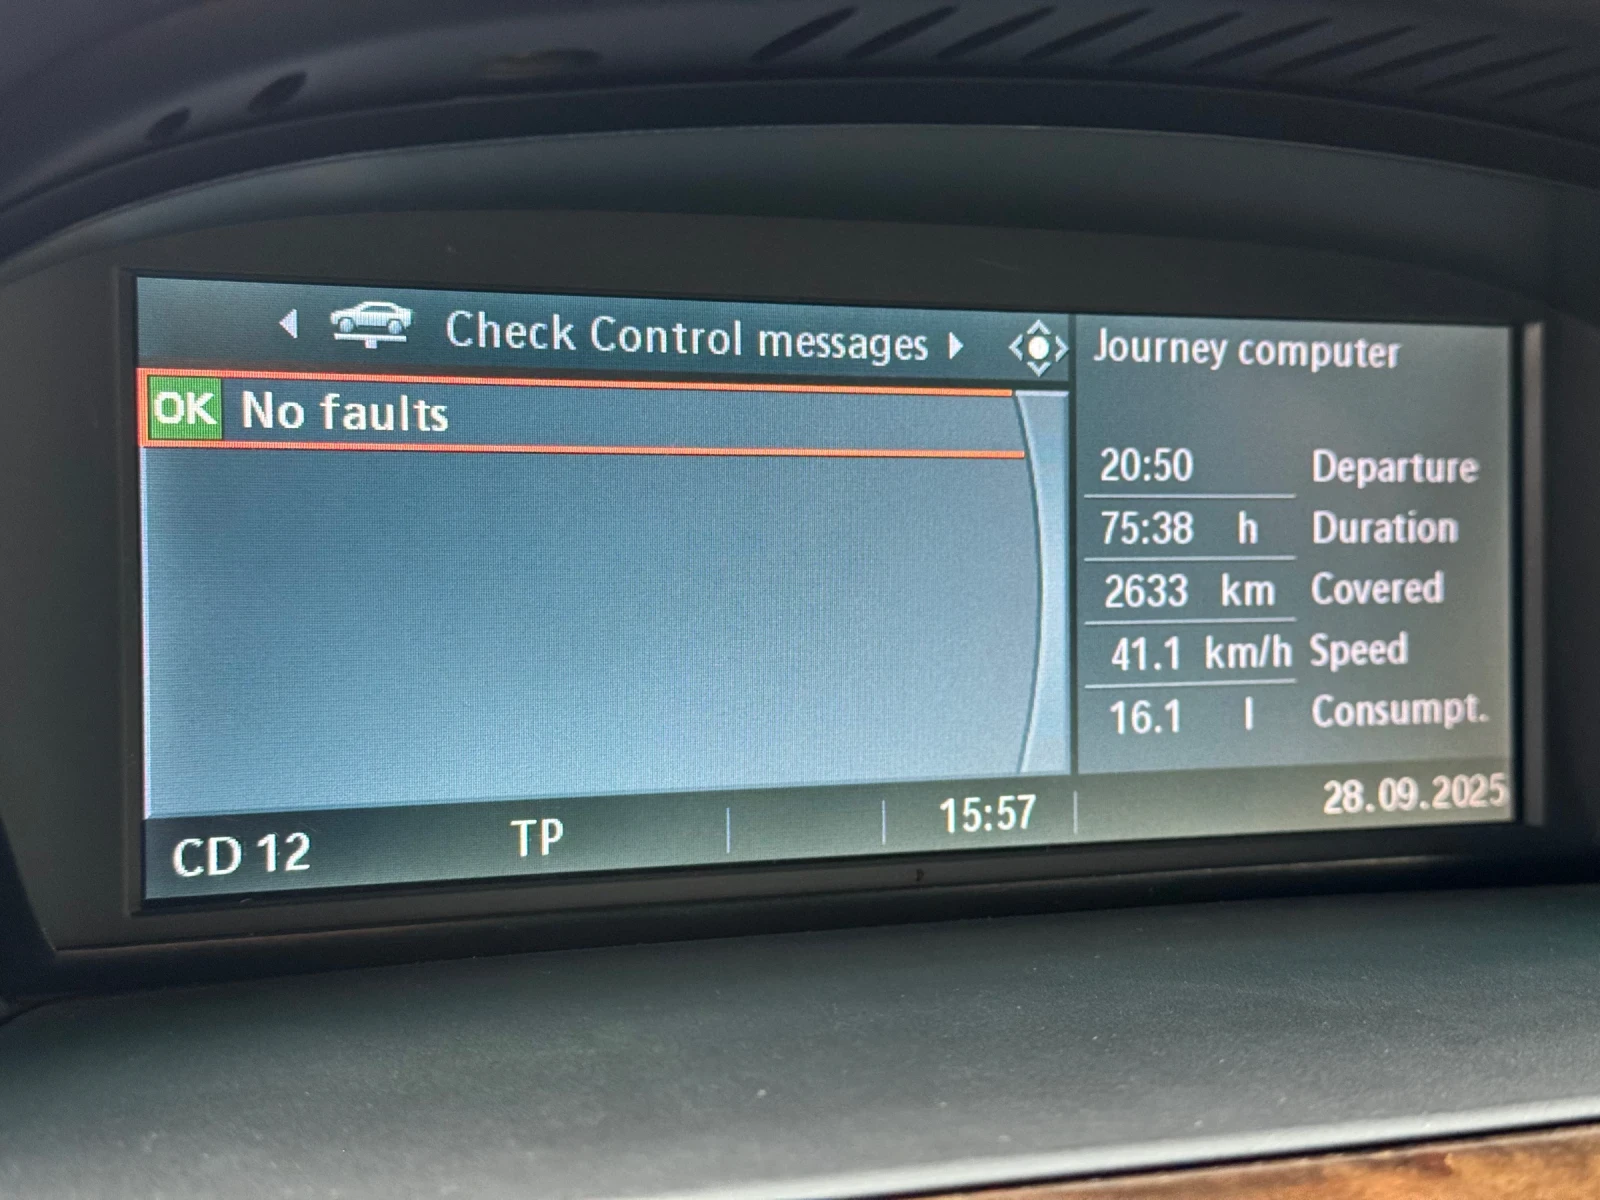 Check Control messages
OK No faults
Journey computer
20:50 Departure
75:38 h Duration
2633 km Covered
41.1 km/h Speed
16.1 l Consumpt.
CD 12 TP 15:57 28.09.2025